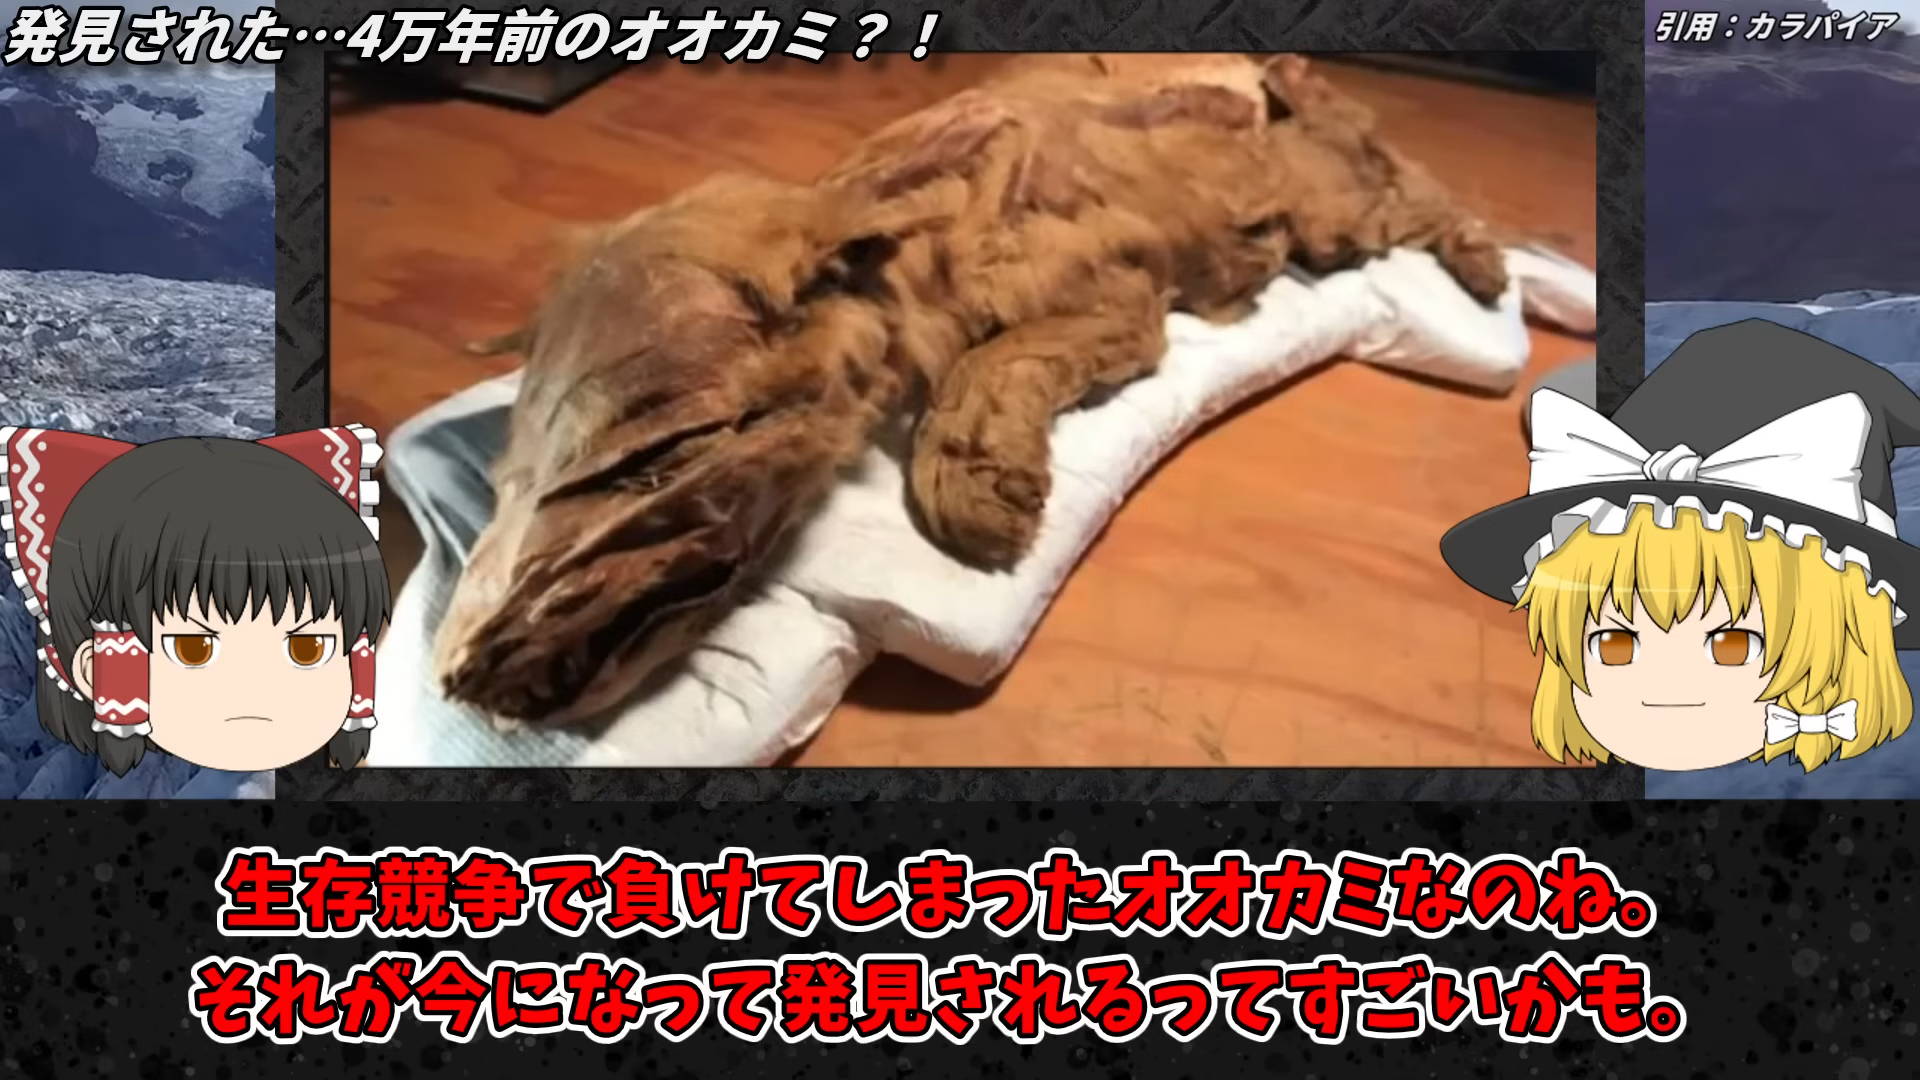 発見された…4万年前のオオカミ？！
引用：カラパイア
生存競争で負けてしまったオオカミなのね。
それが今になって発見されるってすごいかも。